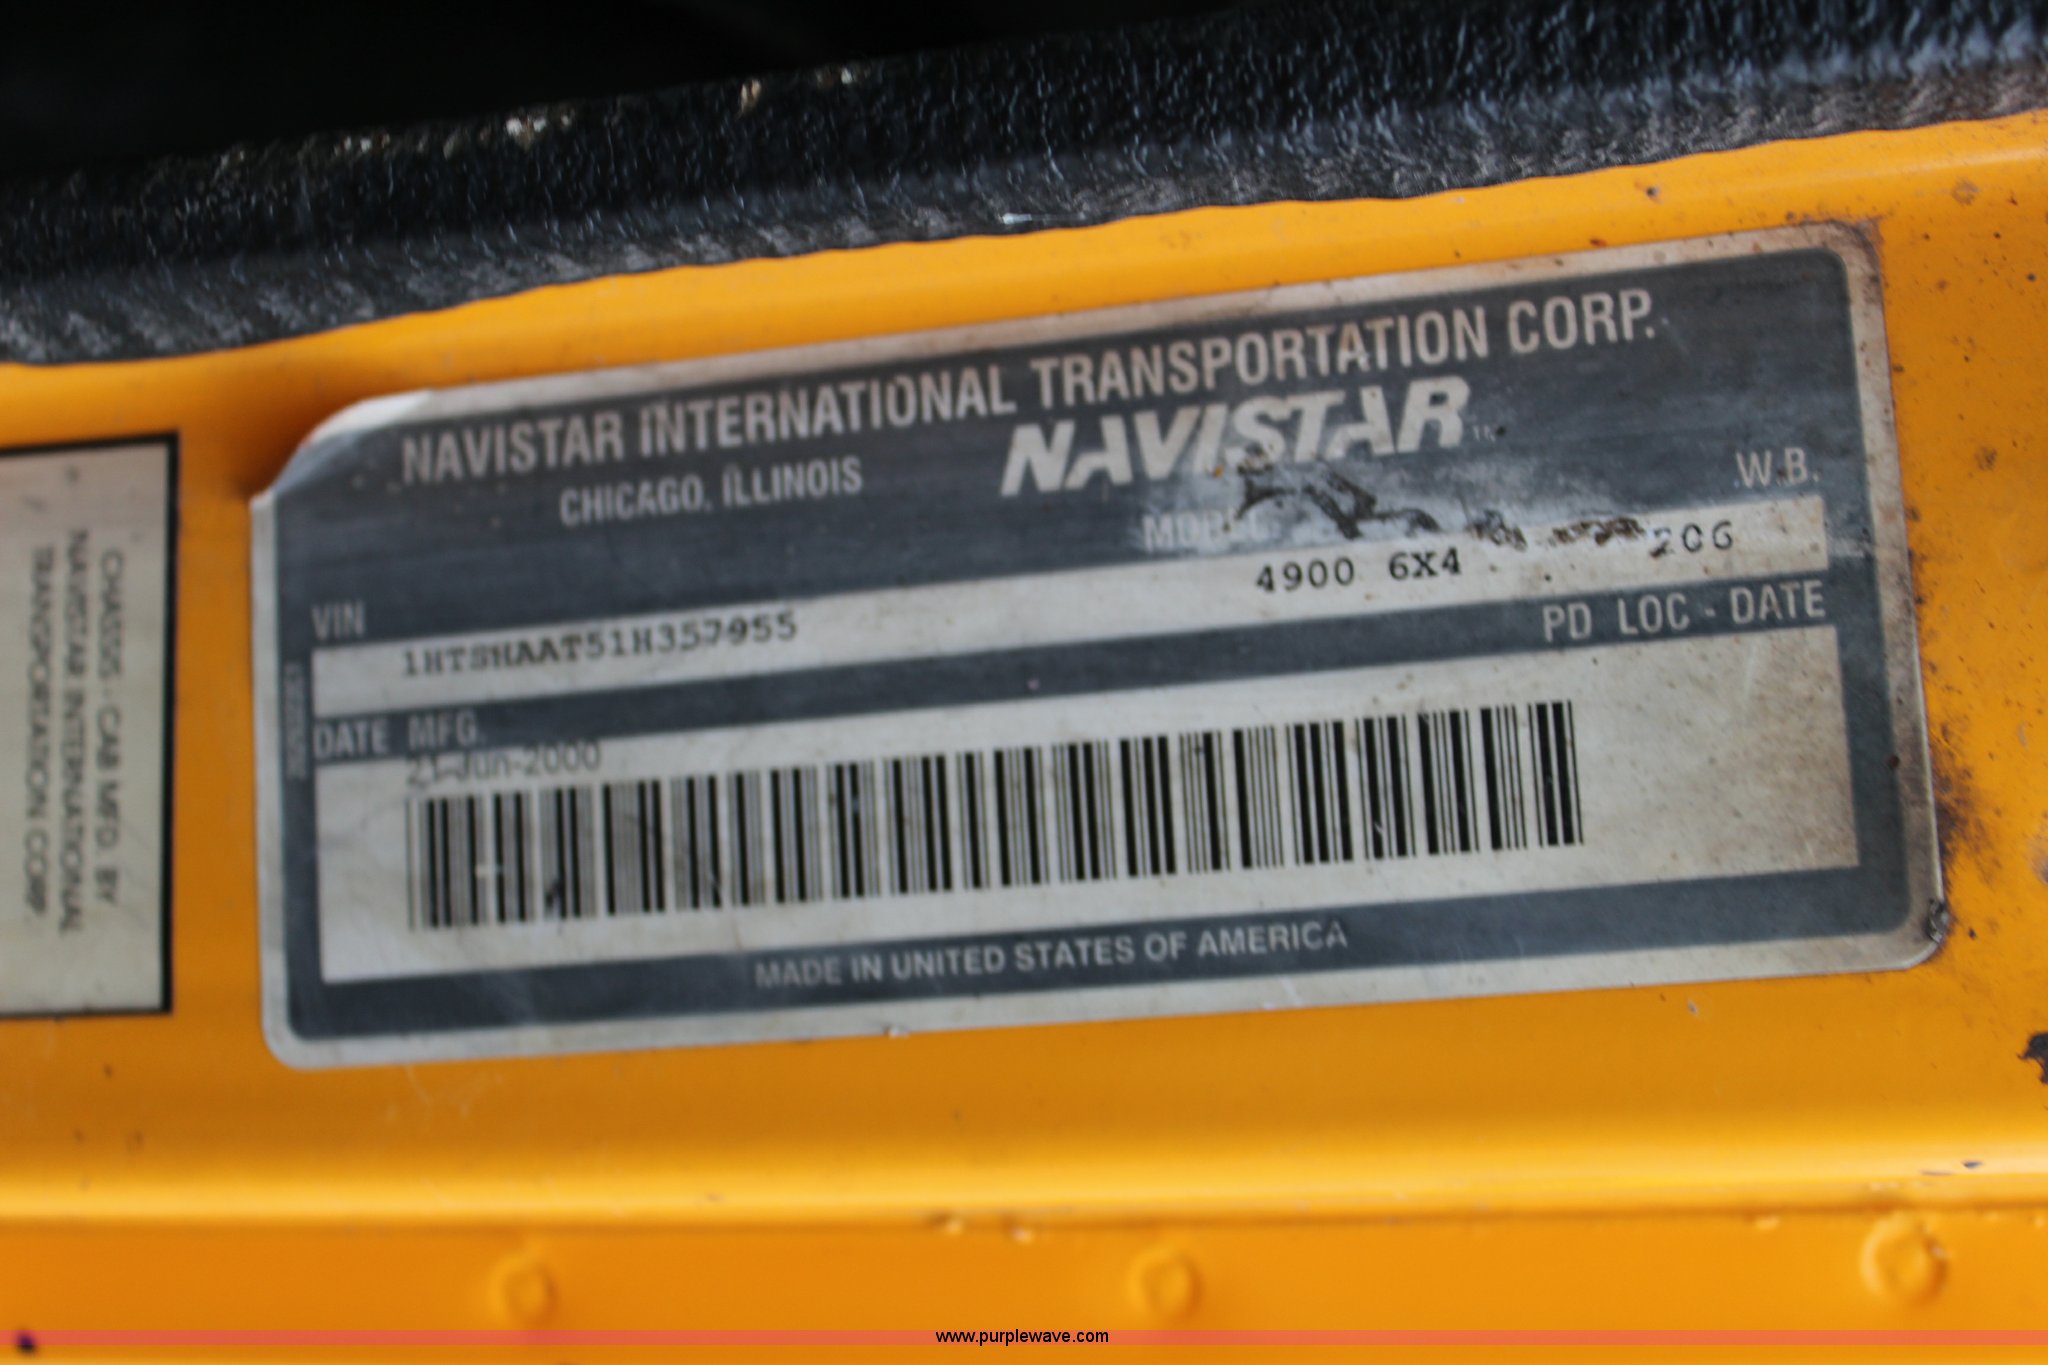 NAVISTAR INTERNATIONAL TRANSPORTATION CORP.
CHICAGO, ILLINOIS
NAVISTAR
MODEL
W.B.
4900 6X4
206
VIN
1HTSHAAT51H357955
PD LOC - DATE
DATE MFG.
21-Jun-2000
MADE IN UNITED STATES OF AMERICA
CHASSIS - CAB MFD. BY
NAVISTAR INTERNATIONAL
TRANSPORTATION CORP.
www.purplewave.com